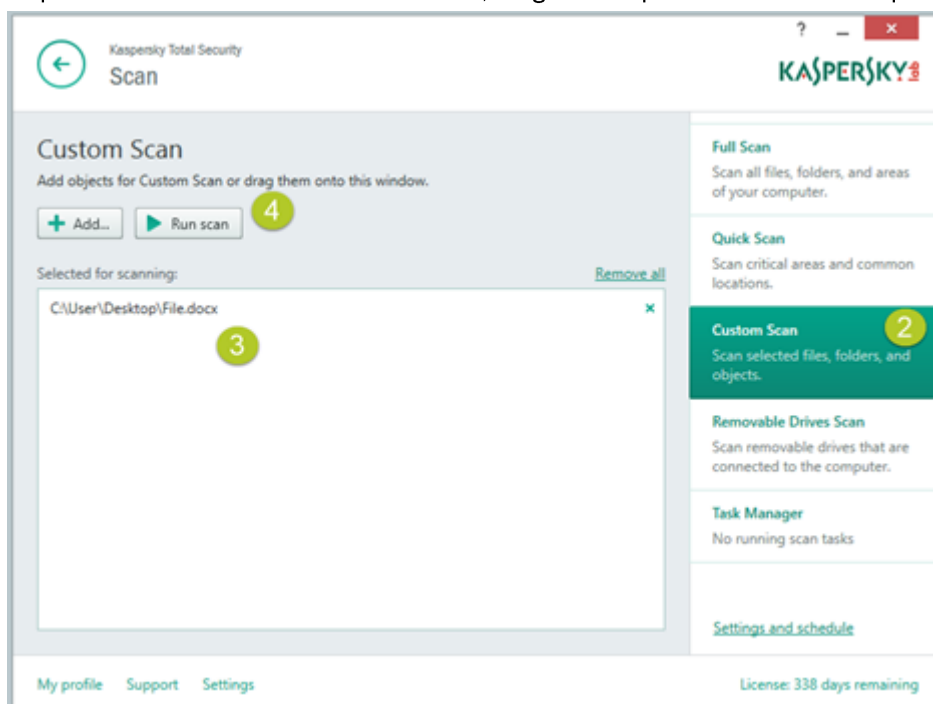 ? _ ×
Kaspersky Total Security
Scan
KASPERSKY lab
Custom Scan
Add objects for Custom Scan or drag them onto this window.
+ Add...
Run scan
4
Selected for scanning:
Remove all
C:\User\Desktop\File.docx
×
3
Full Scan
Scan all files, folders, and areas
of your computer.
Quick Scan
Scan critical areas and common
locations.
Custom Scan
2
Scan selected files, folders, and
objects.
Removable Drives Scan
Scan removable drives that are
connected to the computer.
Task Manager
No running scan tasks
Settings and schedule
My profile
Support
Settings
License: 338 days remaining